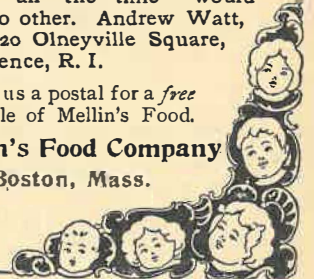 all the time would
o other. Andrew Watt,
20 Olneyville Square,
ence, R. I.
us a postal for a free
le of Mellin's Food.
n's Food Company
Boston, Mass.